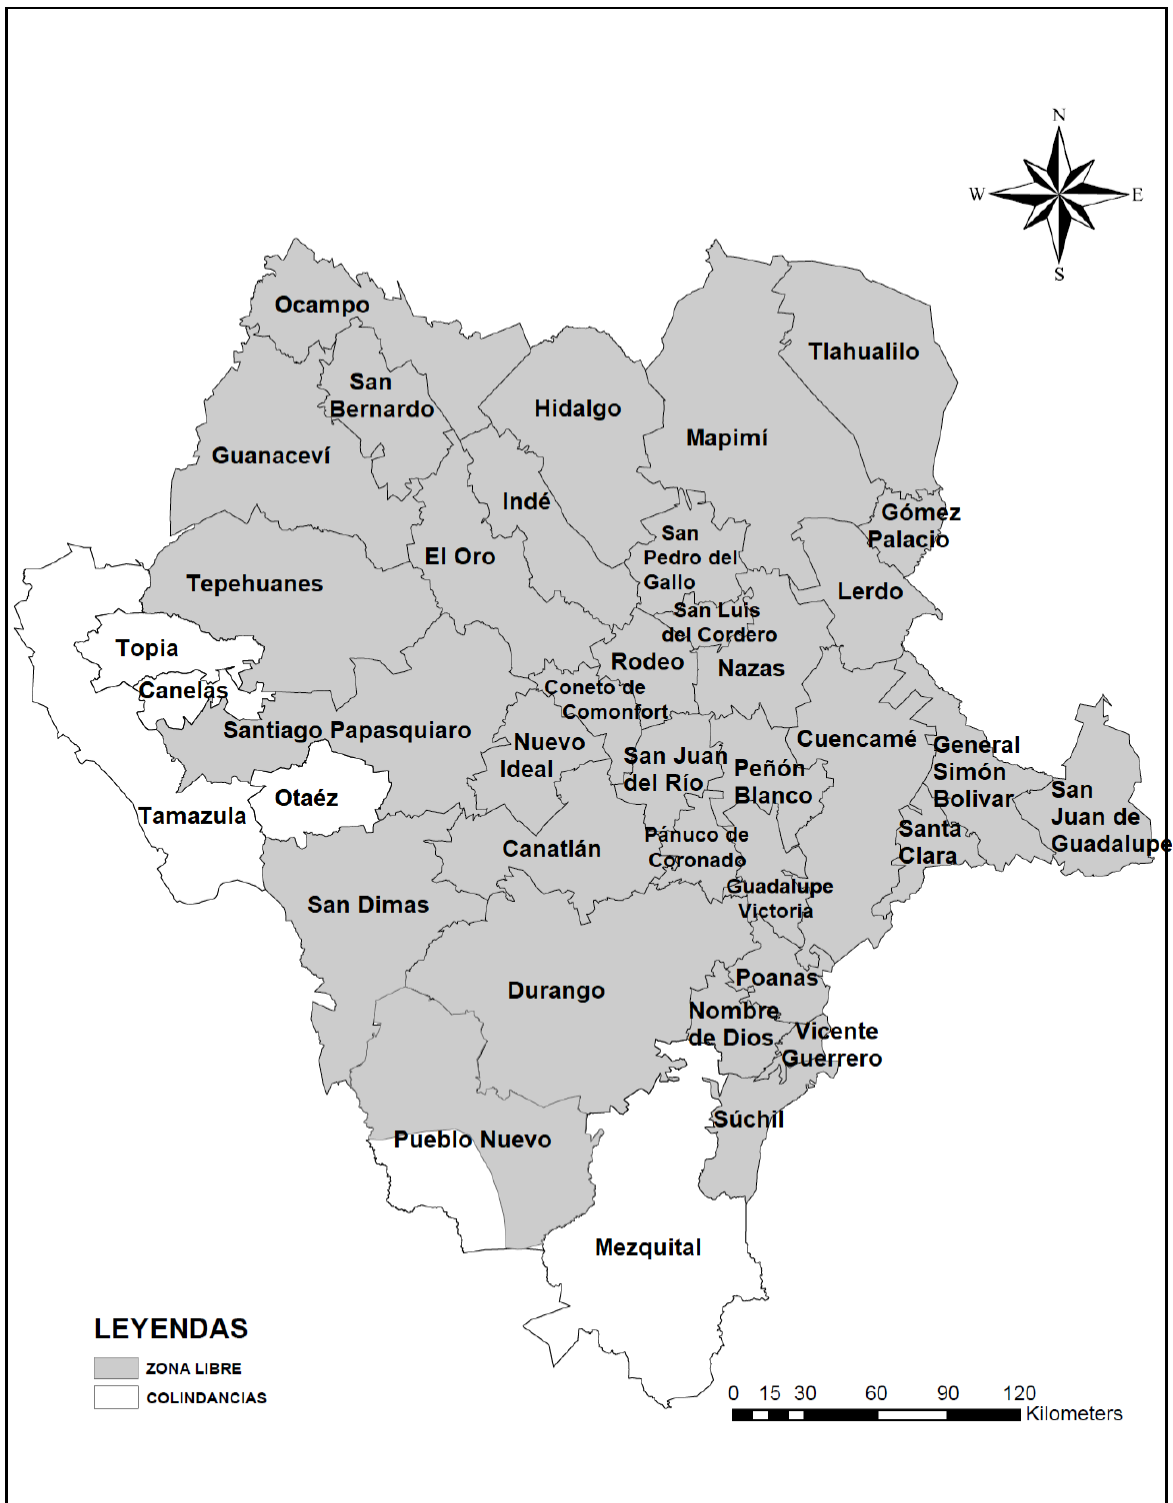 N
W E
S
Ocampo
Tlahualilo
San
Bernardo
Hidalgo
Mapimí
Guanaceví
Indé
Gómez
Palacio
San
Pedro del
Gallo
El Oro
Tepehuanes
Lerdo
San Luis
del Cordero
Topia
Rodeo
Nazas
Canelas
Coneto de
Comonfort
Santiago Papasquiaro
Nuevo
Ideal
San Juan
del Río
Peñón
Blanco
Cuencamé
General
Simón
Bolivar
San
Juan de
Guadalupe
Otaéz
Tamazula
Santa
Clara
Canatlán
Pánuco de
Coronado
Guadalupe
Victoria
San Dimas
Durango
Poanas
Nombre
de Dios
Vicente
Guerrero
Súchil
Pueblo Nuevo
Mezquital
LEYENDAS
ZONA LIBRE
COLINDANCIAS
0 15 30 60 90 120
Kilometers